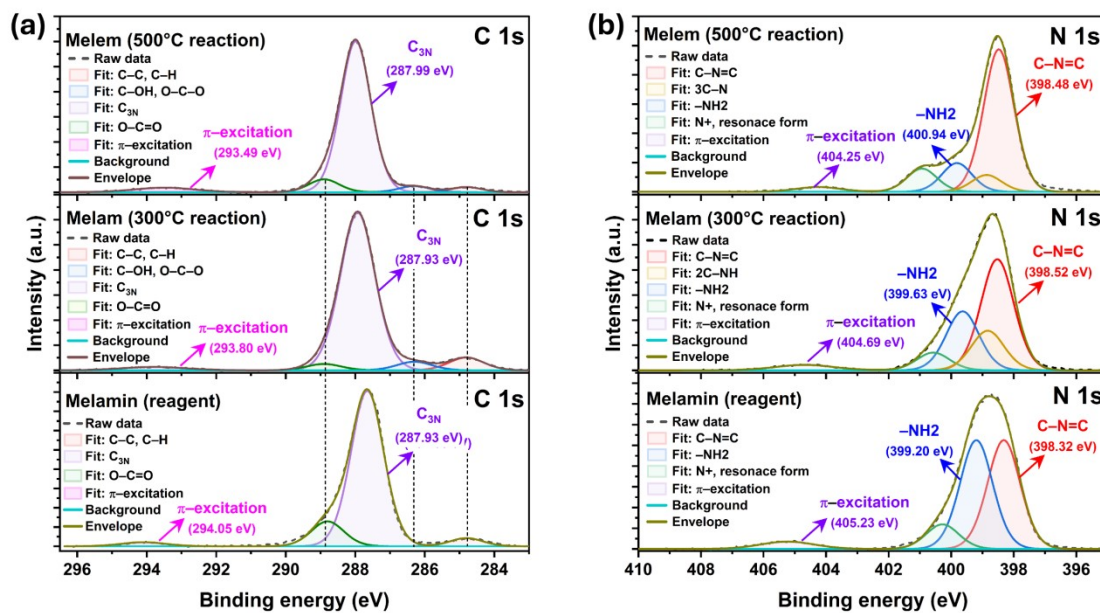 (a)
Melem (500°C reaction)
C 1s
Raw data
Fit: C–C, C–H
Fit: C–OH, O–C–O
Fit: C3N
Fit: O–C=O
Fit: π–excitation
Background
Envelope
C3N
(287.99 eV)
π–excitation
(293.49 eV)
Melam (300°C reaction)
C 1s
Raw data
Fit: C–C, C–H
Fit: C–OH, O–C–O
Fit: C3N
Fit: O–C=O
Fit: π–excitation
Background
Envelope
C3N
(287.93 eV)
π–excitation
(293.80 eV)
Melamin (reagent)
C 1s
Raw data
Fit: C–C, C–H
Fit: C3N
Fit: O–C=O
Fit: π–excitation
Background
Envelope
C3N
(287.93 eV)
π–excitation
(294.05 eV)
Intensity (a.u.)
296 294 292 290 288 286 284
Binding energy (eV)
(b)
Melem (500°C reaction)
N 1s
Raw data
Fit: C–N=C
Fit: 3C–N
Fit: –NH2
Fit: N+, resonace form
Fit: π–excitation
Background
Envelope
C–N=C
(398.48 eV)
–NH2
(400.94 eV)
π–excitation
(404.25 eV)
Melam (300°C reaction)
N 1s
Raw data
Fit: C–N=C
Fit: 2C–NH
Fit: –NH2
Fit: N+, resonace form
Fit: π–excitation
Background
Envelope
C–N=C
(398.52 eV)
–NH2
(399.63 eV)
π–excitation
(404.69 eV)
Melamin (reagent)
N 1s
Raw data
Fit: C–N=C
Fit: –NH2
Fit: N+, resonace form
Fit: π–excitation
Background
Envelope
C–N=C
(398.32 eV)
–NH2
(399.20 eV)
π–excitation
(405.23 eV)
Intensity (a.u.)
410 408 406 404 402 400 398 396
Binding energy (eV)